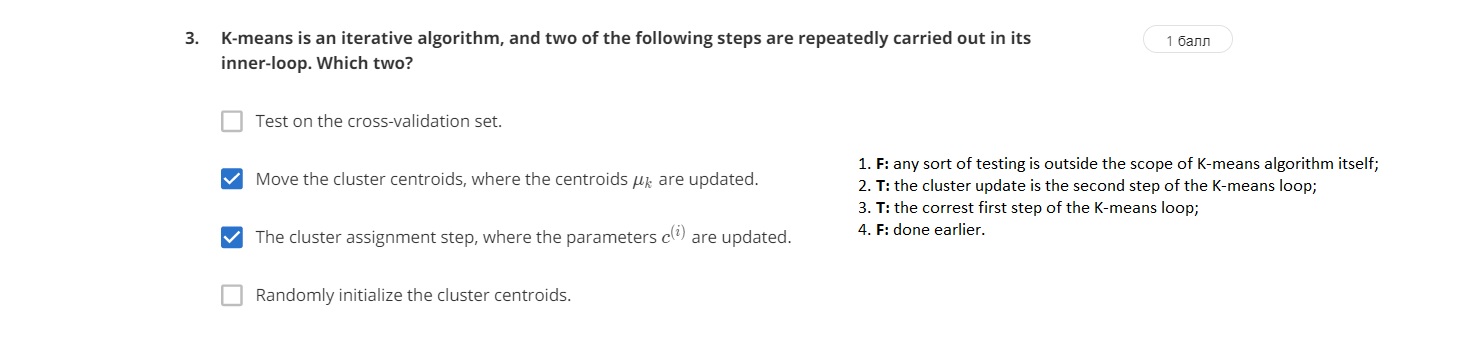 3. K-means is an iterative algorithm, and two of the following steps are repeatedly carried out in its
inner-loop. Which two?
1 балл
Test on the cross-validation set.
Move the cluster centroids, where the centroids μₖ are updated.
The cluster assignment step, where the parameters c⁽ⁱ⁾ are updated.
Randomly initialize the cluster centroids.
1. F: any sort of testing is outside the scope of K-means algorithm itself;
2. T: the cluster update is the second step of the K-means loop;
3. T: the correst first step of the K-means loop;
4. F: done earlier.